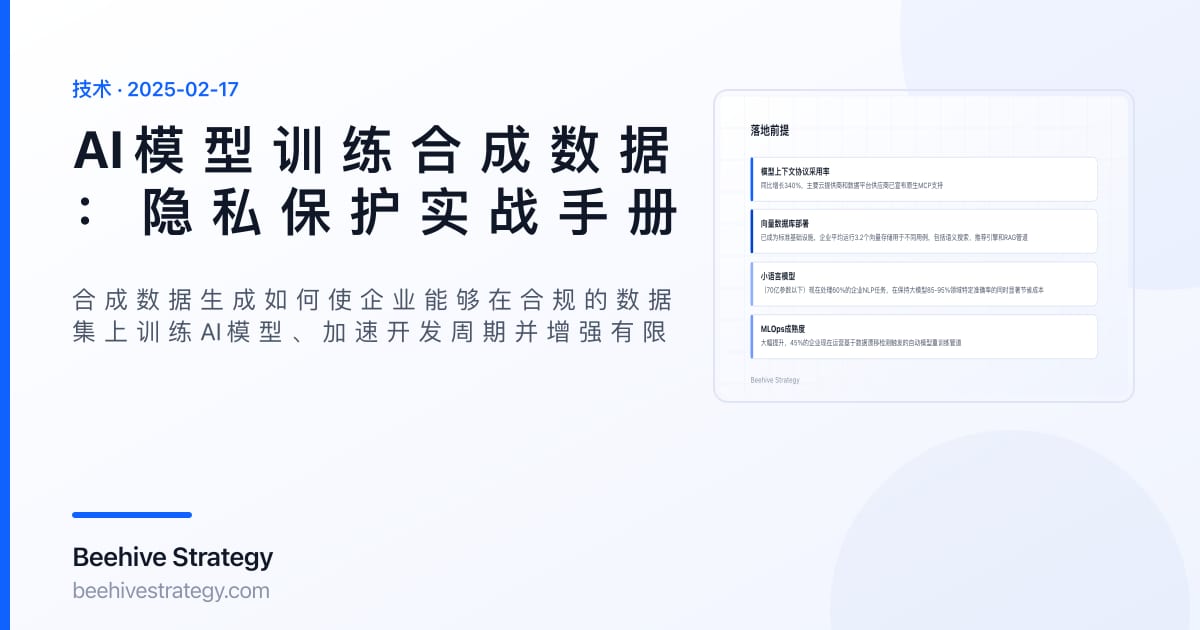 技术 · 2025-02-17
AI模型训练合成数据
：隐私保护实战手册
合成数据生成如何使企业能够在合规的数据
集上训练AI模型、加速开发周期并增强有限
Beehive Strategy
beehivestrategy.com
落地前提
模型上下文协议采用率
同比增长340%，主要云提供商和数据平台供应商已宣布原生MCP支持
向量数据库部署
已成为标准基础设施，企业平均运行3.2个向量存储用于不同用例，包括语义搜索、推荐引擎和RAG管道
小语言模型
（70亿参数以下）现在处理60%的企业NLP任务，在保持大模型85-95%领域特定准确率的同时显著节省成本
MLOps成熟度
大幅提升，45%的企业现在运营基于数据漂移检测触发的自动模型重训练管道
Beehive Strategy